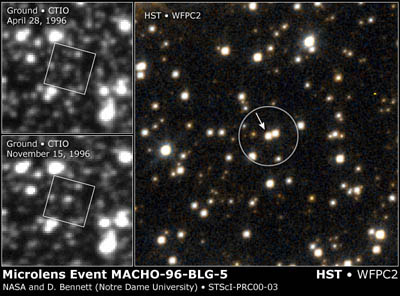 Ground • CTIO
April 28, 1996
HST • WFPC2
Ground • CTIO
November 15, 1996
Microlens Event MACHO-96-BLG-5
HST • WFPC2
NASA and D. Bennett (Notre Dame University) • STScI-PRC00-03